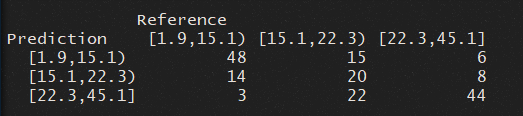 Reference
Prediction [1.9,15.1) [15.1,22.3) [22.3,45.1]
[1.9,15.1) 48 15 6
[15.1,22.3) 14 20 8
[22.3,45.1] 3 22 44